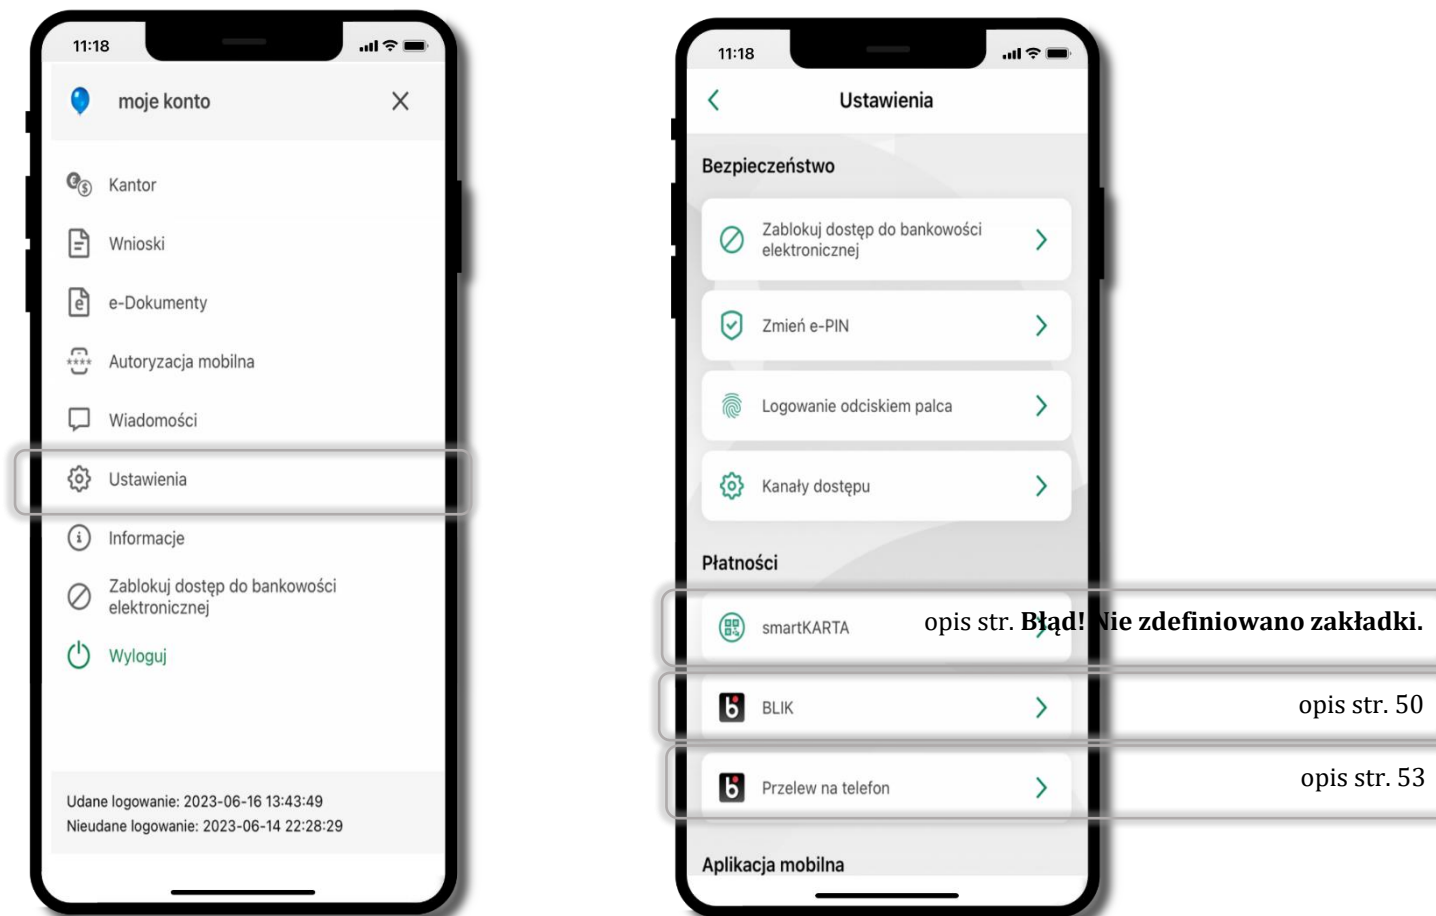 11:18
moje konto
Kantor
Wnioski
e-Dokumenty
Autoryzacja mobilna
Wiadomości
Ustawienia
Informacje
Zablokuj dostęp do bankowości
elektronicznej
Wyloguj
Udane logowanie: 2023-06-16 13:43:49
Nieudane logowanie: 2023-06-14 22:28:29
11:18
Ustawienia
Bezpieczeństwo
Zablokuj dostęp do bankowości
elektronicznej
Zmień e-PIN
Logowanie odciskiem palca
Kanały dostępu
Płatności
smartKARTA opis str. Błąd! Nie zdefiniowano zakładki.
BLIK opis str. 50
Przelew na telefon opis str. 53
Aplikacja mobilna